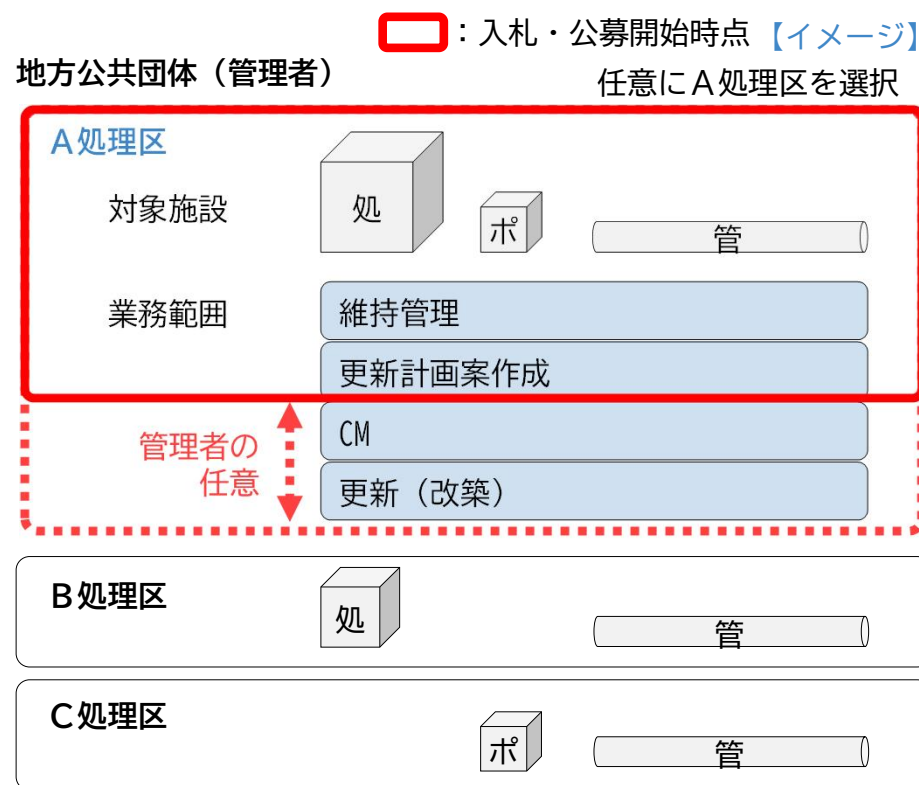 ：入札・公募開始時点【イメージ】
地方公共団体（管理者）
任意にＡ処理区を選択
Ａ処理区
対象施設
処
ポ
管
業務範囲
維持管理
更新計画案作成
管理者の
任意
CM
更新（改築）
Ｂ処理区
処
管
Ｃ処理区
ポ
管